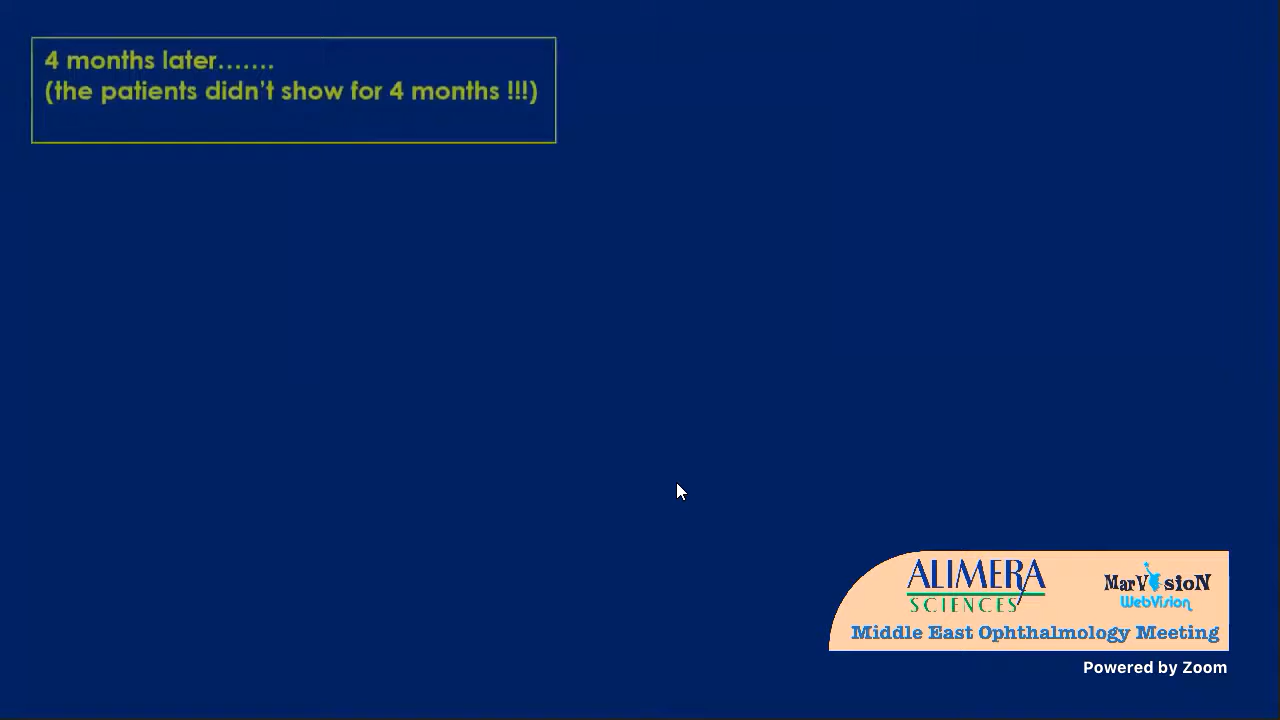 4 months later.......
(the patients didn't show for 4 months !!!)
ALIMERA
SCIENCES
MarVisioN
WebVision
Middle East Ophthalmology Meeting
Powered by Zoom